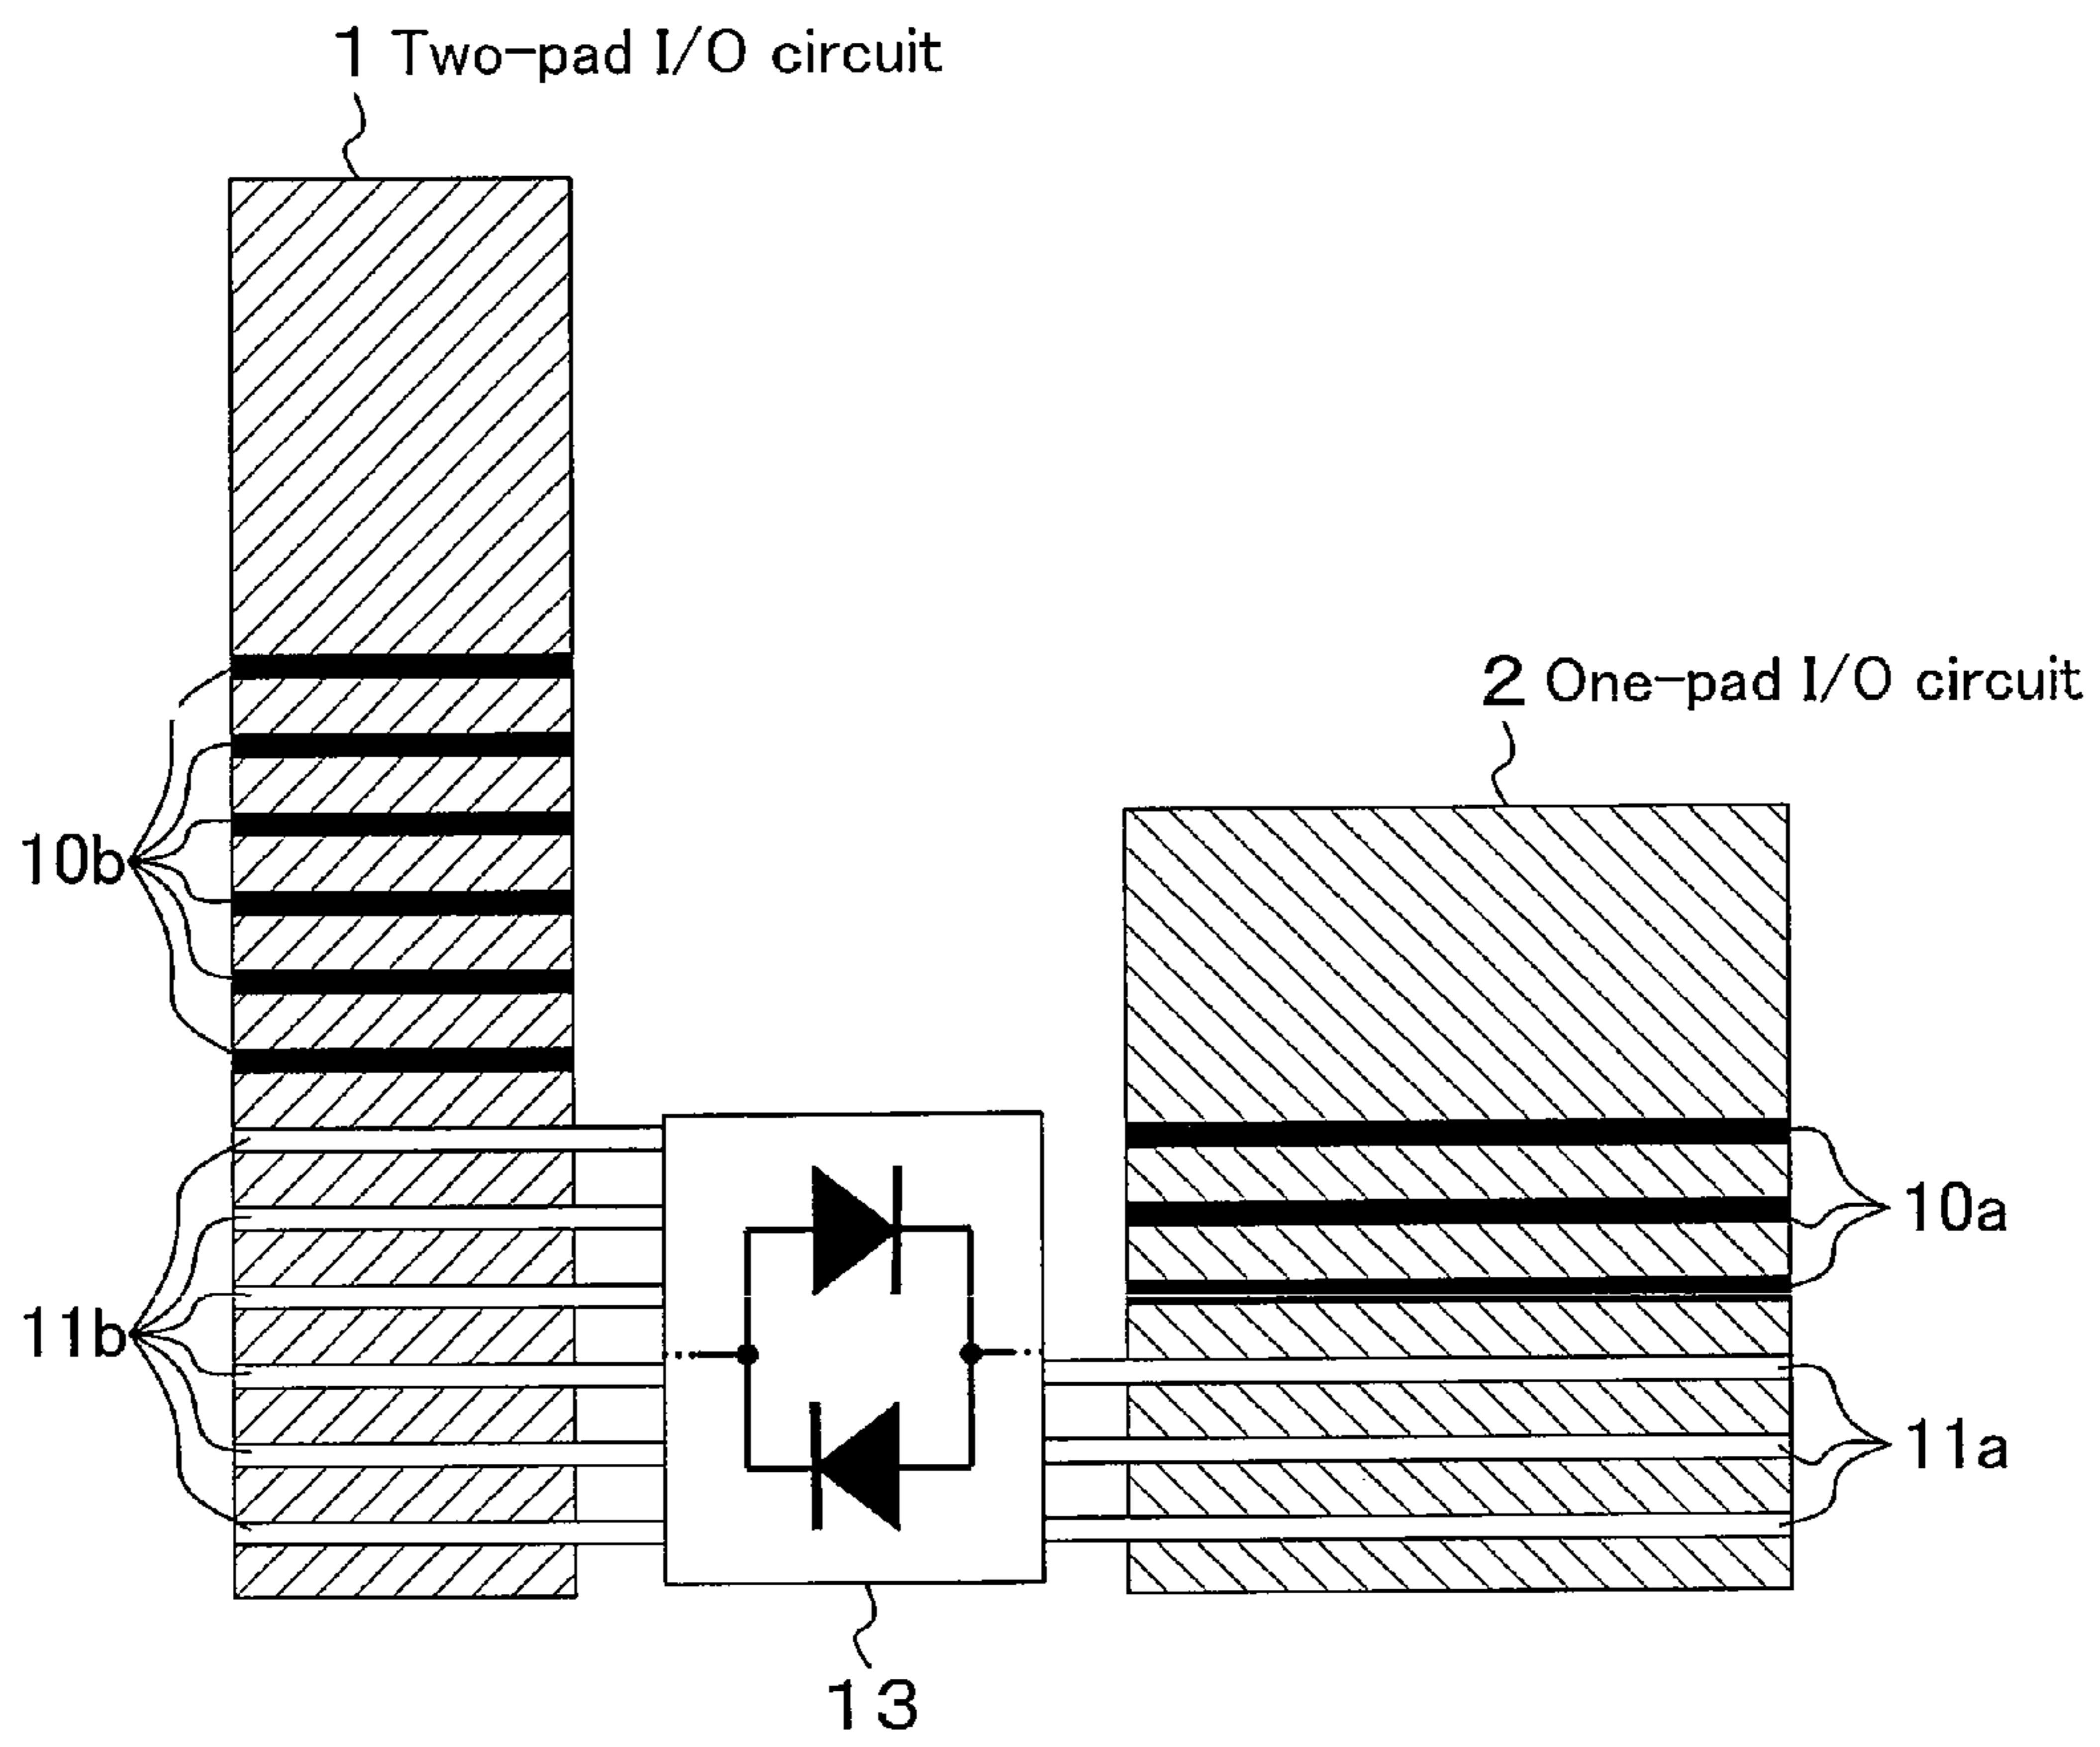 1 Two-pad I/O circuit
2 One-pad I/O circuit
10b
10a
11b
11a
13